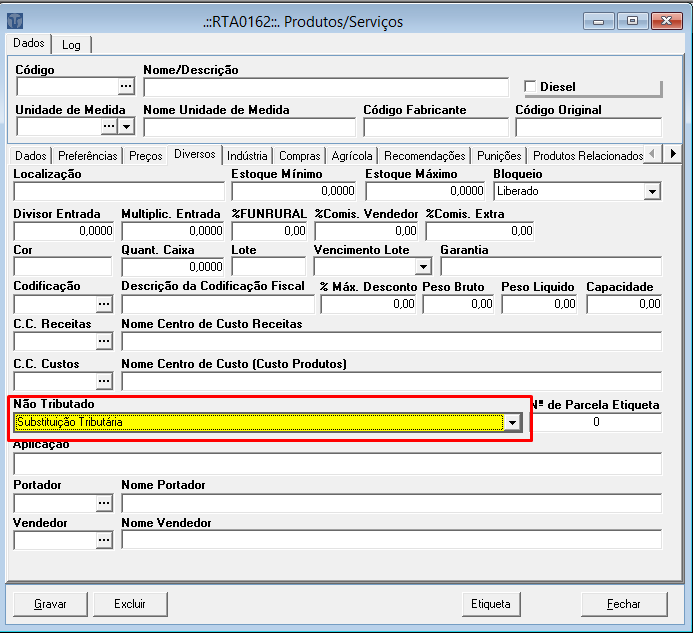 .::RTA0162::. Produtos/Serviços
Dados Log
Código Nome/Descrição
... Diesel
Unidade de Medida Nome Unidade de Medida Código Fabricante Código Original
...
Dados Preferências Preços Diversos Indústria Compras Agrícola Recomendações Punições Produtos Relacionados
Localização Estoque Mínimo Estoque Máximo Bloqueio
0,0000 0,0000 Liberado
Divisor Entrada Multiplic. Entrada %FUNRURAL %Comis. Vendedor %Comis. Extra
0,0000 0,0000 0,00 0,00 0,00
Cor Quant. Caixa Lote Vencimento Lote Garantia
0,0000
Codificação Descrição da Codificação Fiscal % Máx. Desconto Peso Bruto Peso Liquido Capacidade
... 0,00 0,00 0,00 0,00
C.C. Receitas Nome Centro de Custo Receitas
...
C.C. Custos Nome Centro de Custo (Custo Produtos)
...
Não Tributado Nª de Parcela Etiqueta
Substituição Tributária 0
Aplicação
Portador Nome Portador
...
Vendedor Nome Vendedor
...
Gravar Excluir Etiqueta Fechar